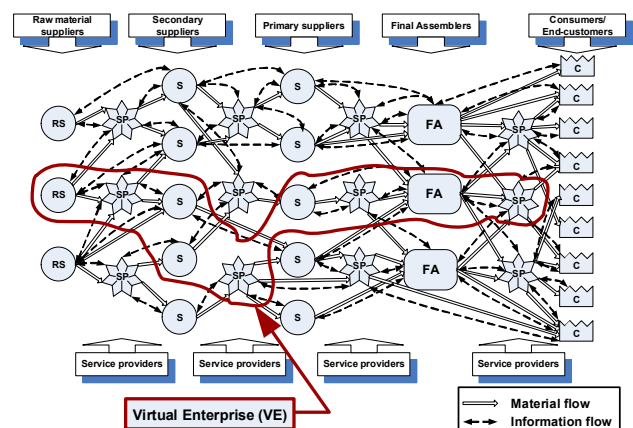 Raw material
suppliers
Secondary
suppliers
Primary
suppliers
Final Assemblers
Consumers/
End-customers
C
S
S
C
RS
SP
SP
SP
FA
SP
C
S
S
C
RS
SP
S
SP
S
SP
FA
SP
C
C
RS
SP
S
SP
S
SP
FA
SP
C
C
S
S
C
Service providers
Service providers
Service providers
Service providers
Virtual Enterprise (VE)
Material flow
Information flow